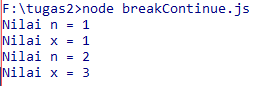 F:\tugas2>node breakContinue.js
Nilai n = 1
Nilai x = 1
Nilai n = 2
Nilai x = 3